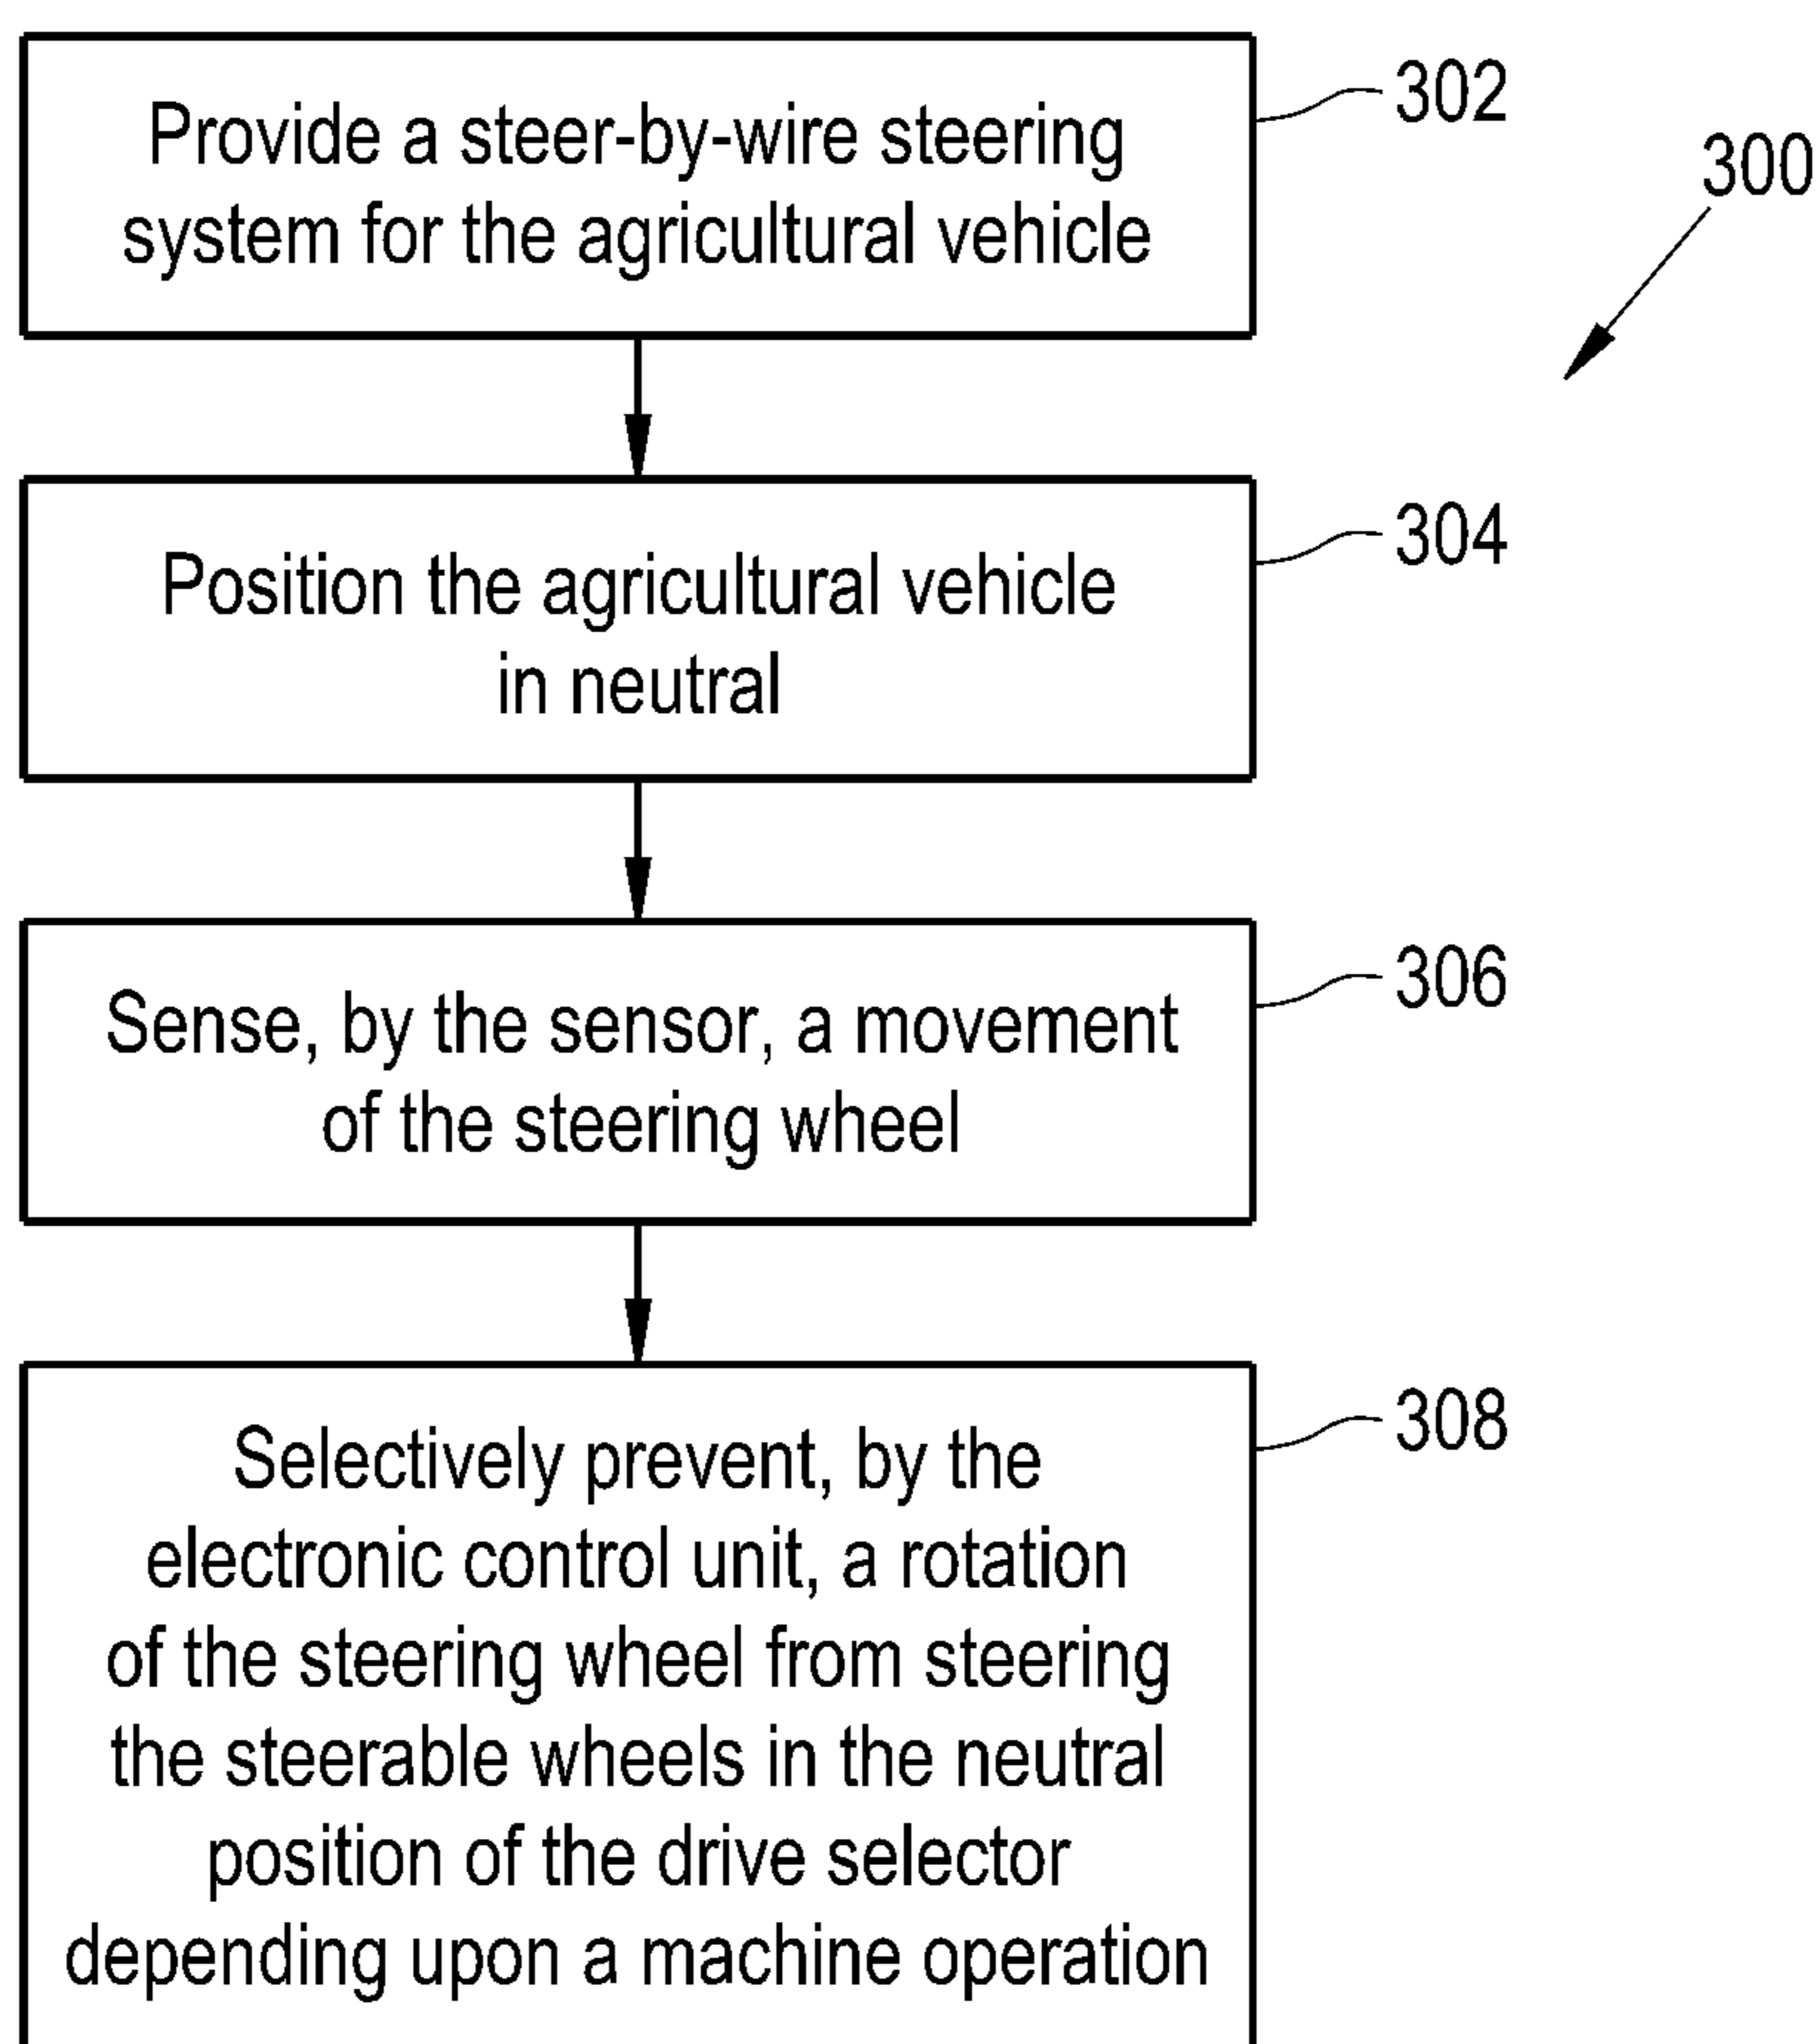 Provide a steer-by-wire steering
system for the agricultural vehicle
302
300
Position the agricultural vehicle
in neutral
304
Sense, by the sensor, a movement
of the steering wheel
306
Selectively prevent, by the
electronic control unit, a rotation
of the steering wheel from steering
the steerable wheels in the neutral
position of the drive selector
depending upon a machine operation
308